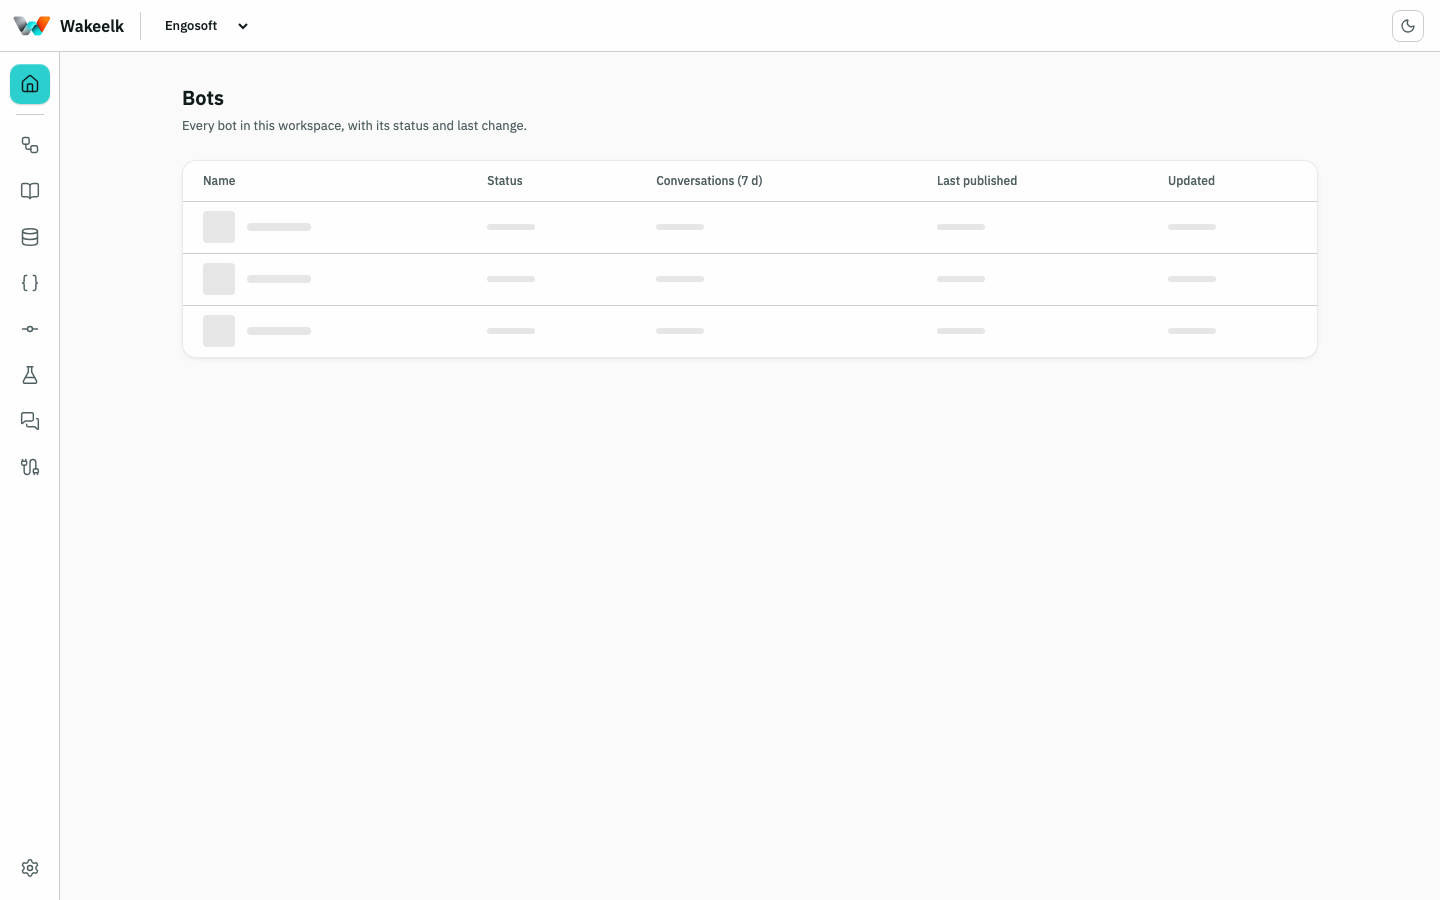 Wakeelk
Engosoft
Bots
Every bot in this workspace, with its status and last change.
Name Status Conversations (7 d) Last published Updated